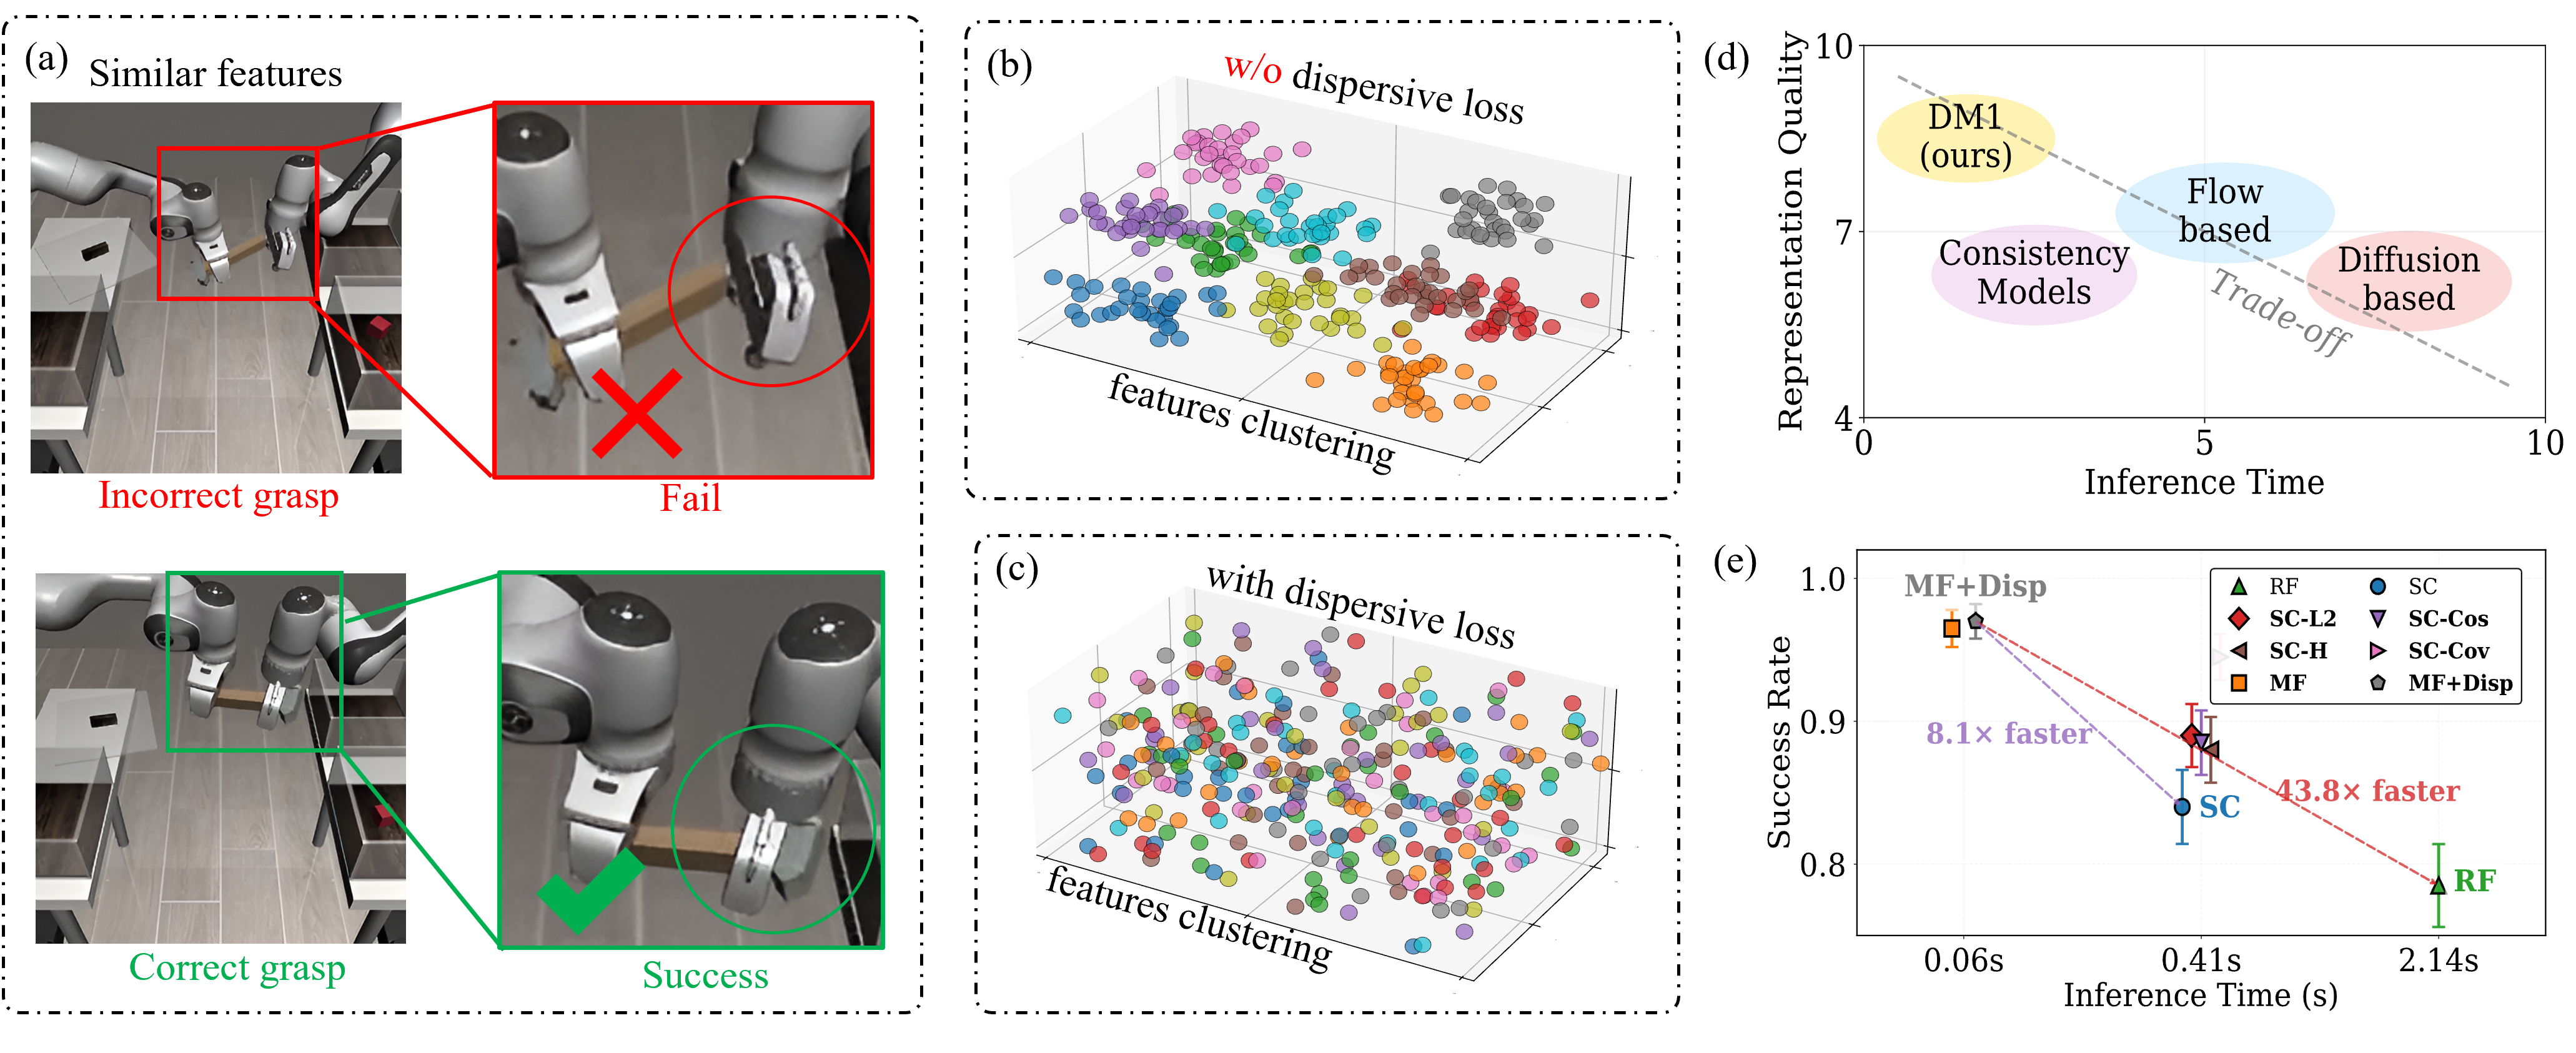 (a)
Similar features
Incorrect grasp
Fail
Correct grasp
Success
(b)
w/o dispersive loss
features clustering
(c)
with dispersive loss
features clustering
(d)
Representation Quality
10
7
4
DM1
(ours)
Flow
based
Consistency
Models
Diffusion
based
Trade-off
0
5
10
Inference Time
(e)
Success Rate
1.0
0.9
0.8
MF+Disp
8.1× faster
43.8× faster
SC
RF
RF
SC
SC-L2
SC-Cos
SC-H
SC-Cov
MF
MF+Disp
0.06s
0.41s
2.14s
Inference Time (s)